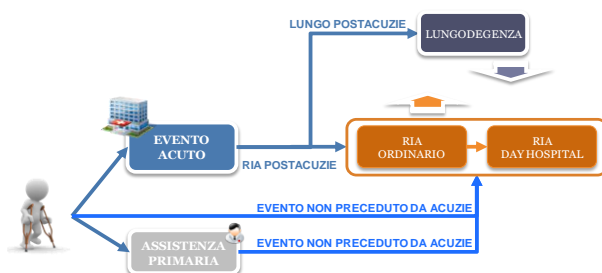 LUNGO POSTACUZIE
LUNGODEGENZA
EVENTO
ACUTO
RIA POSTACUZIE
RIA
ORDINARIO
RIA
DAY HOSPITAL
EVENTO NON PRECEDUTO DA ACUZIE
EVENTO NON PRECEDUTO DA ACUZIE
ASSISTENZA
PRIMARIA